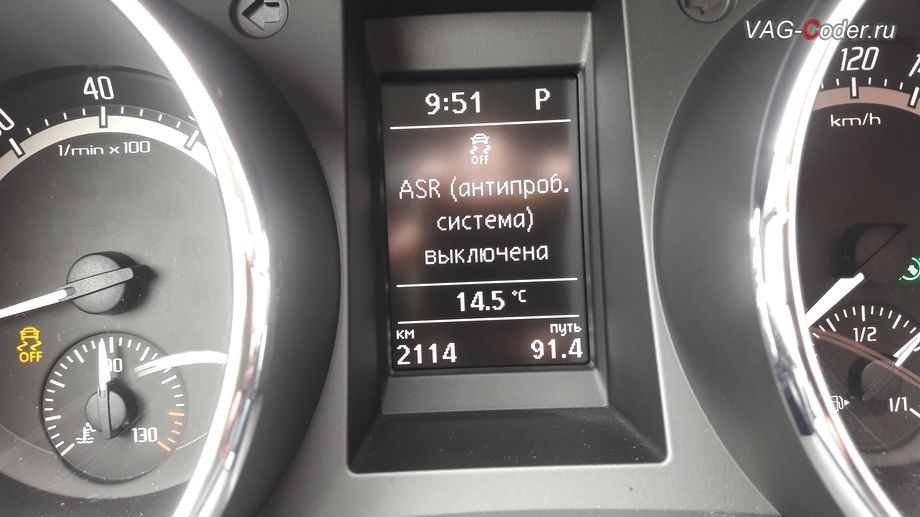 VAG-Coder.ru
40
1/min x 100
9:51 P
OFF
ASR (антипроб.
система)
выключена
14.5 °C
км путь
2114 91.4
120
km/h
OFF
130
1/2
1/1